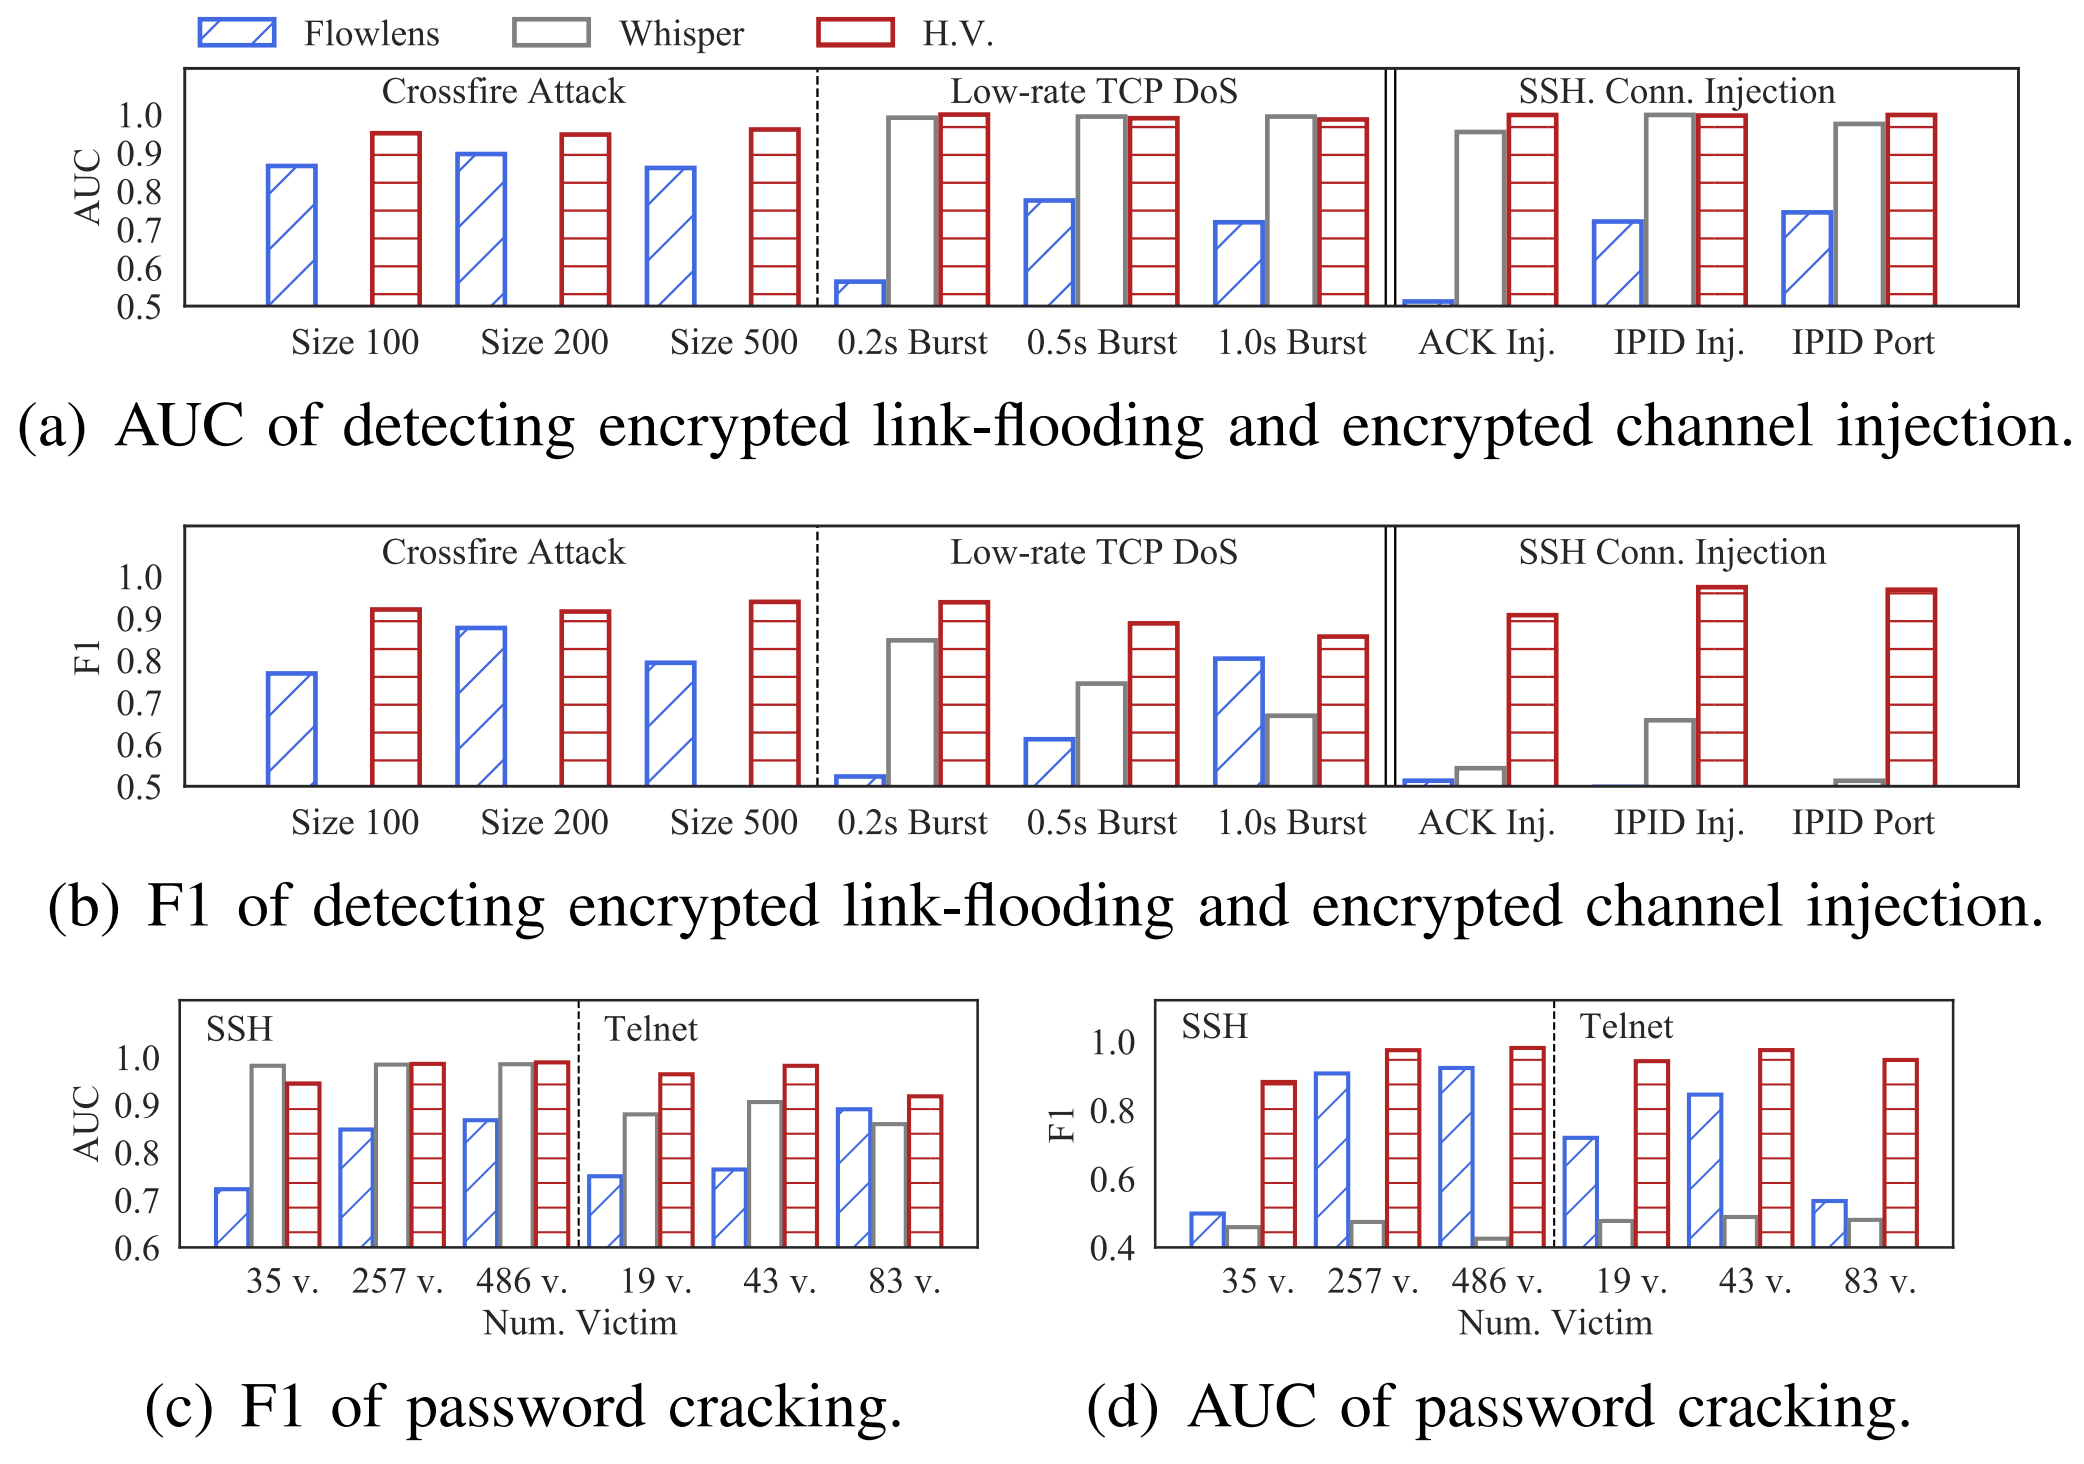 Flowlens Whisper H.V.
Crossfire Attack Low-rate TCP DoS SSH. Conn. Injection
AUC
1.0
0.9
0.8
0.7
0.6
0.5
Size 100 Size 200 Size 500 0.2s Burst 0.5s Burst 1.0s Burst ACK Inj. IPID Inj. IPID Port
(a) AUC of detecting encrypted link-flooding and encrypted channel injection.
Crossfire Attack Low-rate TCP DoS SSH Conn. Injection
F1
1.0
0.9
0.8
0.7
0.6
0.5
Size 100 Size 200 Size 500 0.2s Burst 0.5s Burst 1.0s Burst ACK Inj. IPID Inj. IPID Port
(b) F1 of detecting encrypted link-flooding and encrypted channel injection.
SSH Telnet
AUC
1.0
0.9
0.8
0.7
0.6
35 v. 257 v. 486 v. 19 v. 43 v. 83 v.
Num. Victim
(c) F1 of password cracking.
SSH Telnet
F1
1.0
0.8
0.6
0.4
35 v. 257 v. 486 v. 19 v. 43 v. 83 v.
Num. Victim
(d) AUC of password cracking.